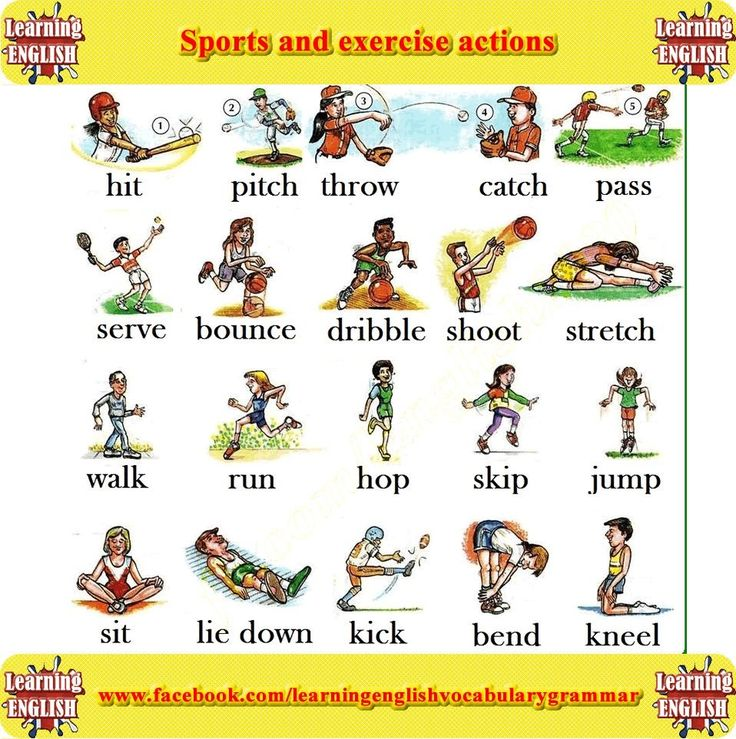 Learning
ENGLISH
Sports and exercise actions
Learning
ENGLISH
1
2
3
4
5
hit
pitch
throw
catch
pass
serve
bounce
dribble
shoot
stretch
walk
run
hop
skip
jump
sit
lie down
kick
bend
kneel
Learning
ENGLISH
www.facebook.com/learningenglishvocabularygrammar
Learning
ENGLISH